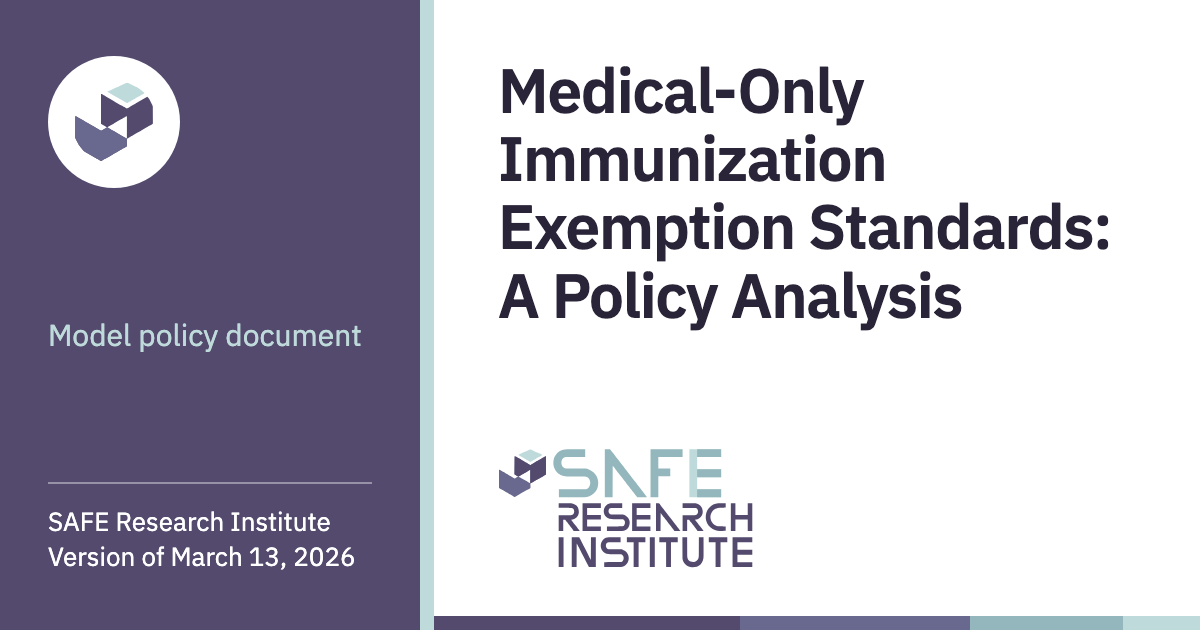 Model policy document
SAFE Research Institute
Version of March 13, 2026
Medical-Only
Immunization
Exemption Standards:
A Policy Analysis
SAFE
RESEARCH
INSTITUTE